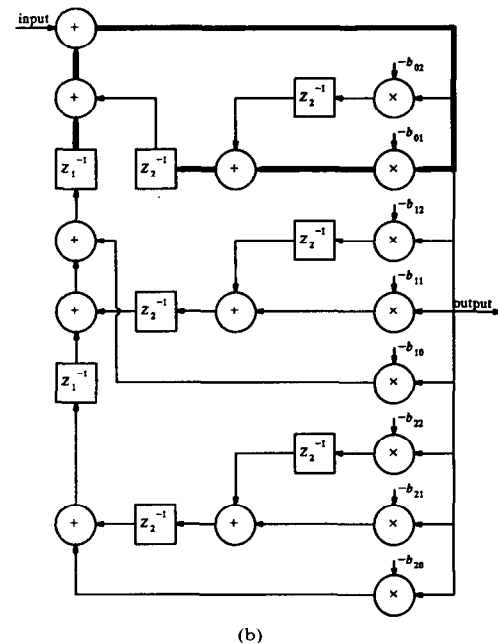 input
+
-b₀₂
Z₂⁻¹
×
+
-b₀₁
Z₁⁻¹
Z₂⁻¹
+
×
-b₁₂
+
Z₂⁻¹
×
-b₁₁
output
+
Z₂⁻¹
+
×
-b₁₀
Z₁⁻¹
×
-b₂₂
Z₂⁻¹
×
-b₂₁
+
Z₂⁻¹
+
×
-b₂₀
×
(b)